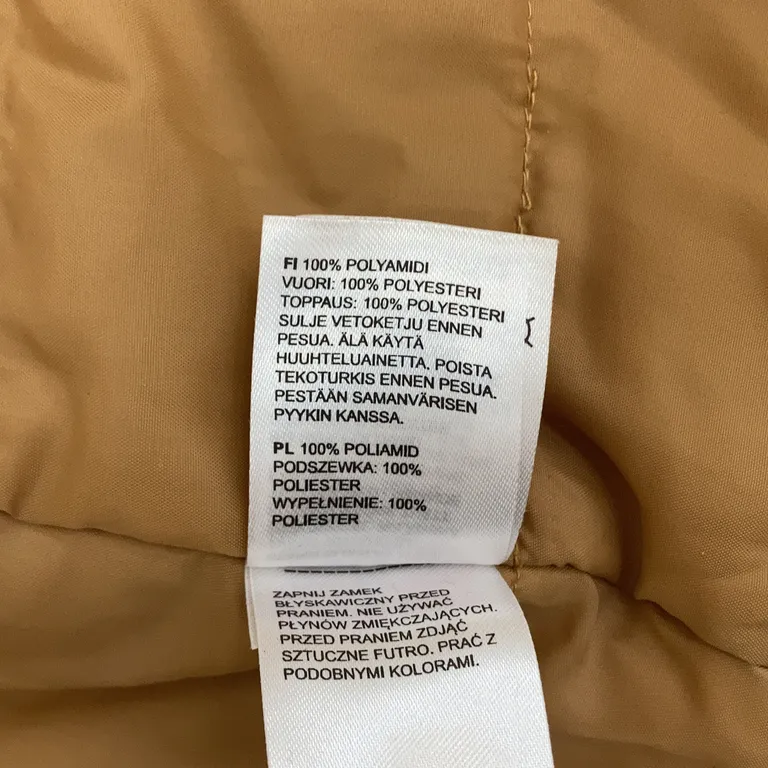 FI 100% POLYAMIDI
VUORI: 100% POLYESTERI
TOPPAUS: 100% POLYESTERI
SULJE VETOKETJU ENNEN
PESUA. ÄLÄ KÄYTÄ
HUUHTELUAINETTA. POISTA
TEKOTURKIS ENNEN PESUA.
PESTÄÄN SAMANVÄRISEN
PYYKIN KANSSA.
PL 100% POLIAMID
PODSZEWKA: 100%
POLIESTER
WYPEŁNIENIE: 100%
POLIESTER
ZAPNIJ ZAMEK
BŁYSKAWICZNY PRZED
PRANIEM. NIE UŻYWAĆ
PŁYNÓW ZMIĘKCZAJĄCYCH.
PRZED PRANIEM ZDJĄĆ
SZTUCZNE FUTRO. PRAĆ Z
PODOBNYMI KOLORAMI.